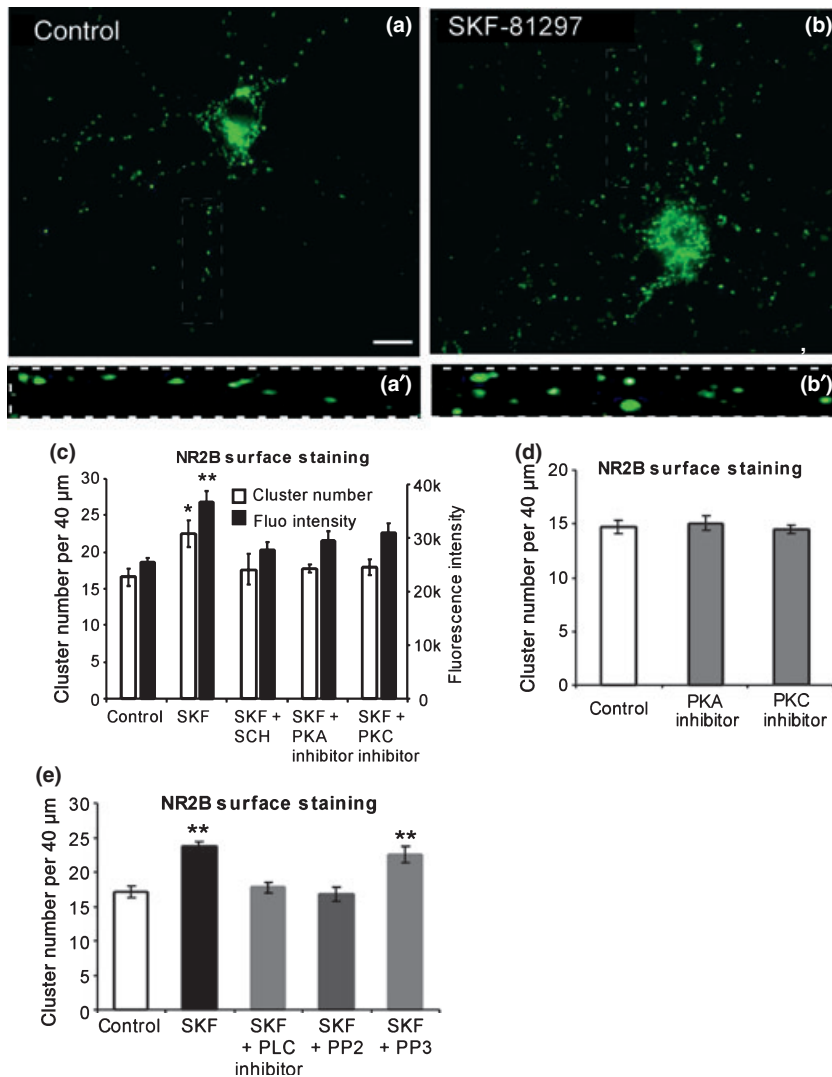 Control
(a)
SKF-81297
(b)
(a′)
(b′)
(c)
NR2B surface staining
Cluster number per 40 µm
30
25
20
15
10
5
0
*
**
Cluster number
Fluo intensity
40k
30k
20k
10k
0
Fluorescence intensity
Control
SKF
SKF +
SCH
SKF +
PKA
inhibitor
SKF +
PKC
inhibitor
(d)
NR2B surface staining
Cluster number per 40 µm
20
15
10
5
0
Control
PKA
inhibitor
PKC
inhibitor
(e)
NR2B surface staining
Cluster number per 40 µm
30
25
20
15
10
5
0
**
**
Control
SKF
SKF
+ PLC
inhibitor
SKF
+ PP2
SKF
+ PP3